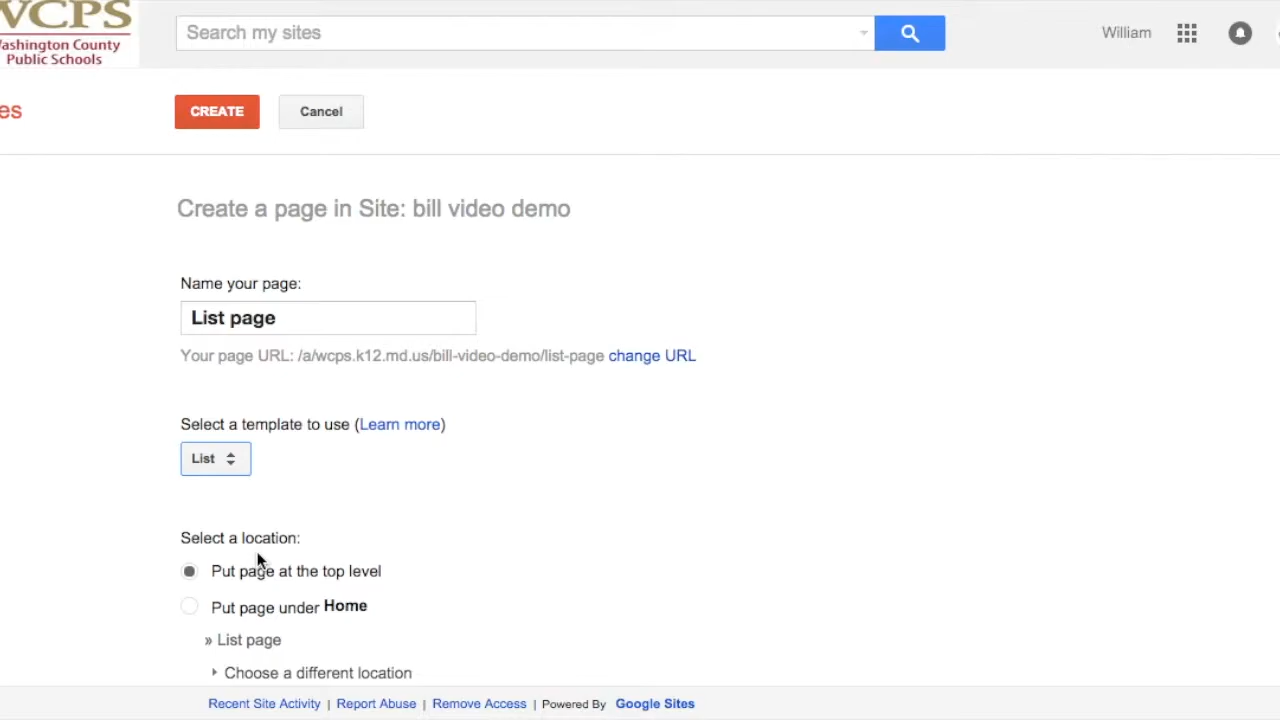 WCPS
Washington County
Public Schools
Search my sites
William
es
CREATE
Cancel
Create a page in Site: bill video demo
Name your page:
List page
Your page URL: /a/wcps.k12.md.us/bill-video-demo/list-page change URL
Select a template to use (Learn more)
List
Select a location:
Put page at the top level
Put page under Home
» List page
Choose a different location
Recent Site Activity | Report Abuse | Remove Access | Powered By Google Sites